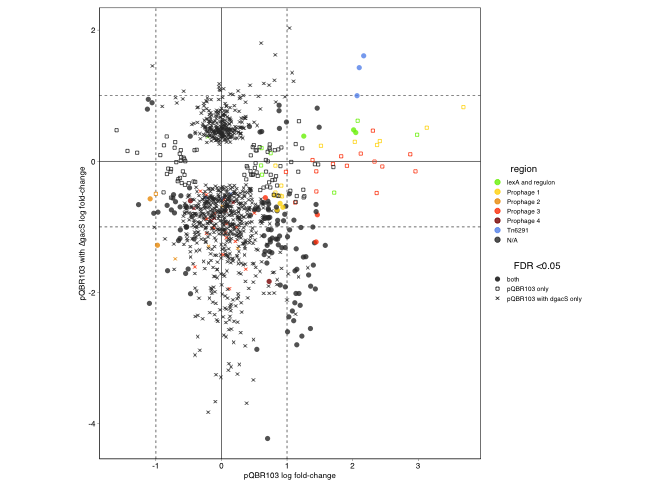 2
0
-2
-4
-1
0
1
2
3
pQBR103 with ΔgacS log fold-change
pQBR103 log fold-change
region
lexA and regulon
Prophage 1
Prophage 2
Prophage 3
Prophage 4
Tn6291
N/A
FDR <0.05
both
pQBR103 only
pQBR103 with dgacS only